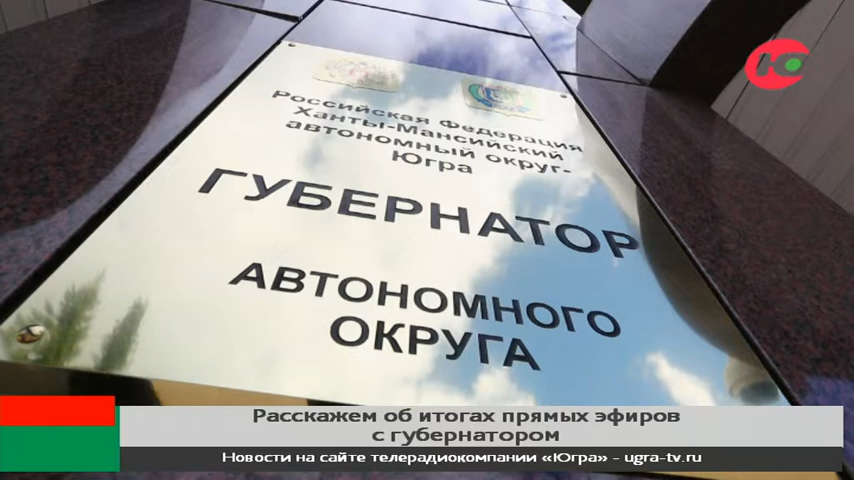 Ю
Российская Федерация
Ханты-Мансийский
автономный округ-
Югра
ГУБЕРНАТОР
АВТОНОМНОГО
ОКРУГА
Расскажем об итогах прямых эфиров
с губернатором
Новости на сайте телерадиокомпании «Югра» - ugra-tv.ru